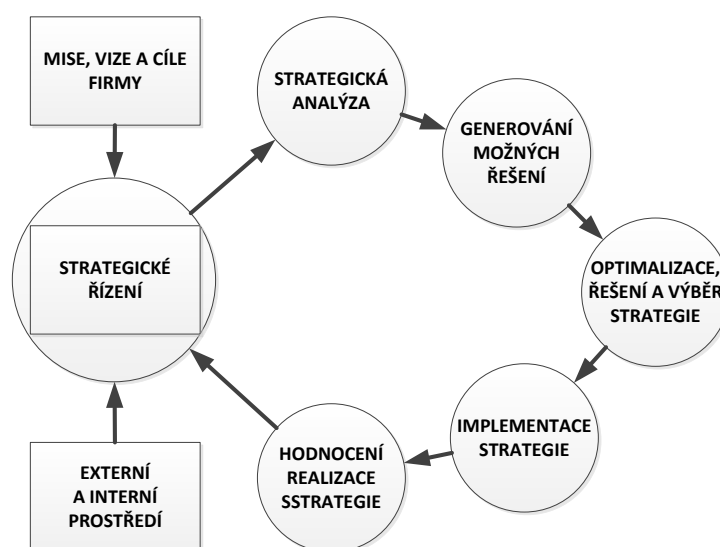 MISE, VIZE A CÍLE
FIRMY
STRATEGICKÁ
ANALÝZA
GENEROVÁNÍ
MOŽNÝCH
ŘEŠENÍ
STRATEGICKÉ
ŘÍZENÍ
OPTIMALIZACE,
ŘEŠENÍ A VÝBĚR
STRATEGIE
IMPLEMENTACE
STRATEGIE
HODNOCENÍ
REALIZACE
SSTRATEGIE
EXTERNÍ
A INTERNÍ
PROSTŘEDÍ